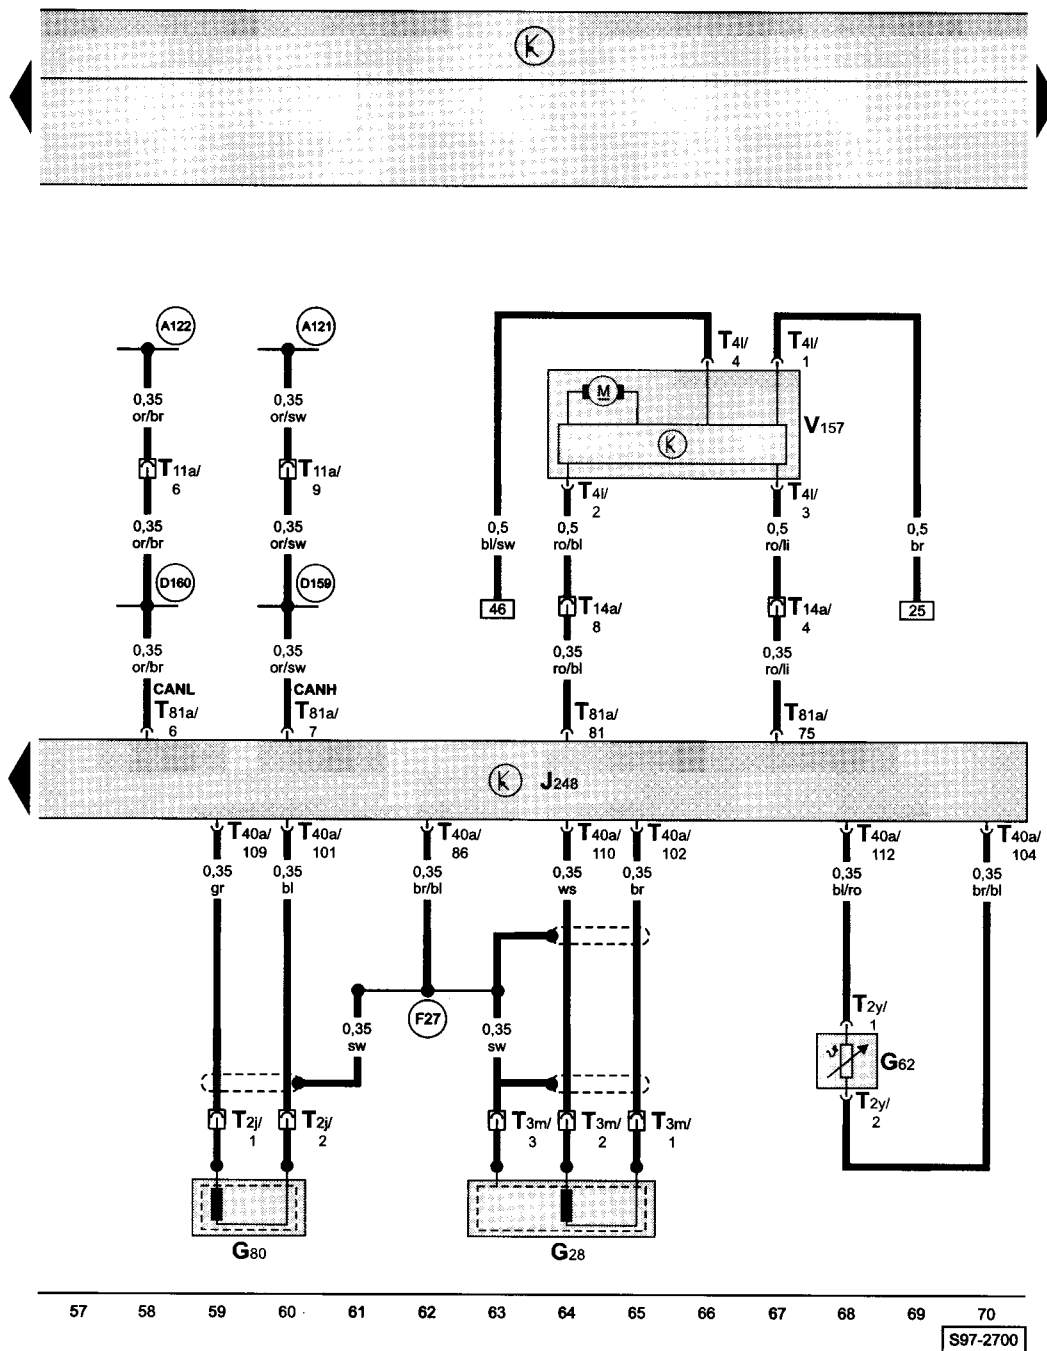 K
A122 A121
T4l/ 4 T4l/ 1
0,35 or/br 0,35 or/sw
M
V157
K
T11a/ 6 T11a/ 9
T4l/ 2 T4l/ 3
0,35 or/br 0,35 or/sw 0,5 bl/sw 0,5 ro/bl 0,5 ro/li 0,5 br
D160 D159
46 T14a/ 8 T14a/ 4 25
0,35 or/br 0,35 or/sw 0,35 ro/bl 0,35 ro/li
CANL CANH
T81a/ 6 T81a/ 7 T81a/ 81 T81a/ 75
K J248
T40a/ 109 T40a/ 101 T40a/ 86 T40a/ 110 T40a/ 102 T40a/ 112 T40a/ 104
0,35 gr 0,35 bl 0,35 br/bl 0,35 ws 0,35 br 0,35 bl/ro 0,35 br/bl
F27
T2y/ 1
0,35 sw 0,35 sw
G62
T2y/ 2
T2j/ 1 T2j/ 2 T3m/ 3 T3m/ 2 T3m/ 1
G80 G28
57 58 59 60 61 62 63 64 65 66 67 68 69 70
S97-2700